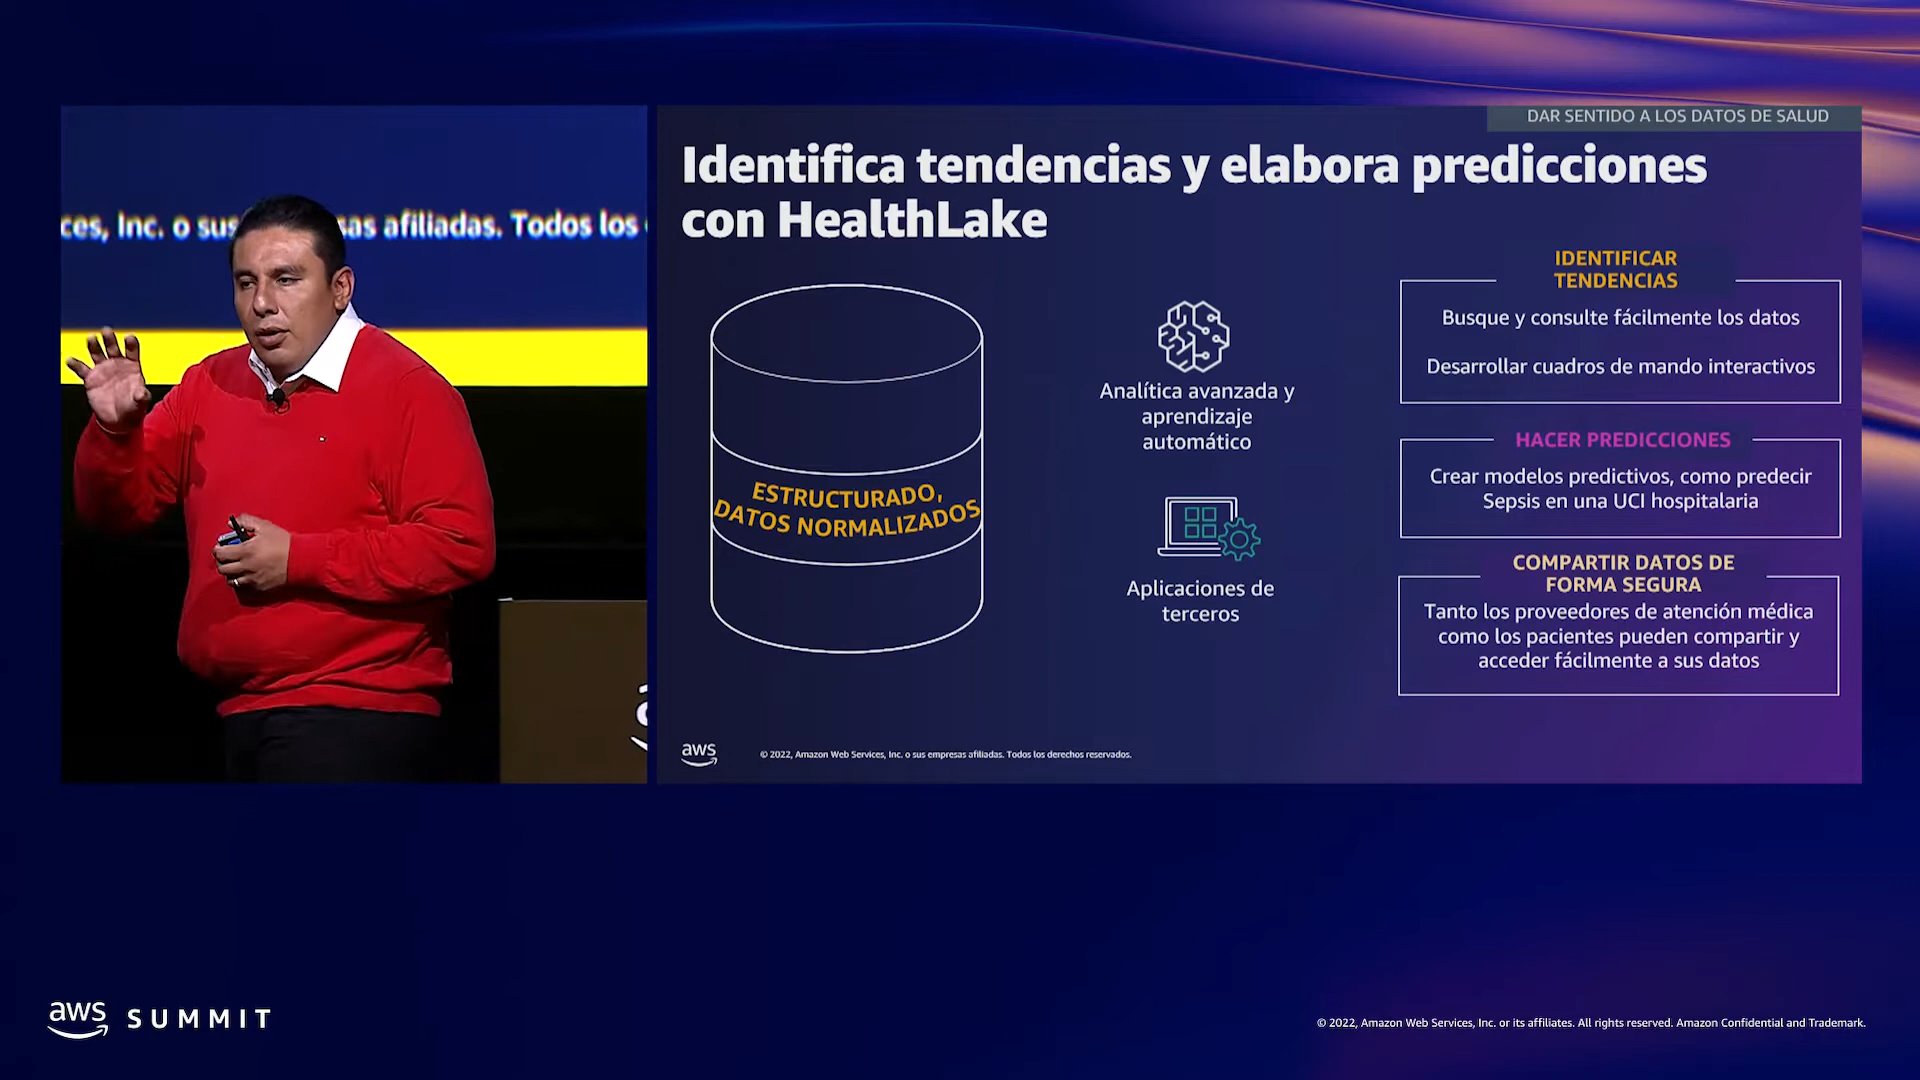 ces, Inc. o sus
sas afiliadas. Todos los
DAR SENTIDO A LOS DATOS DE SALUD
Identifica tendencias y elabora predicciones
con HealthLake
ESTRUCTURADO,
DATOS NORMALIZADOS
Analítica avanzada y
aprendizaje
automático
Aplicaciones de
terceros
IDENTIFICAR
TENDENCIAS
Busque y consulte fácilmente los datos
Desarrollar cuadros de mando interactivos
HACER PREDICCIONES
Crear modelos predictivos, como predecir
Sepsis en una UCI hospitalaria
COMPARTIR DATOS DE
FORMA SEGURA
Tanto los proveedores de atención médica
como los pacientes pueden compartir y
acceder fácilmente a sus datos
aws
© 2022, Amazon Web Services, Inc. o sus empresas afiliadas. Todos los derechos reservados.
aws SUMMIT
© 2022, Amazon Web Services, Inc. or its affiliates. All rights reserved. Amazon Confidential and Trademark.